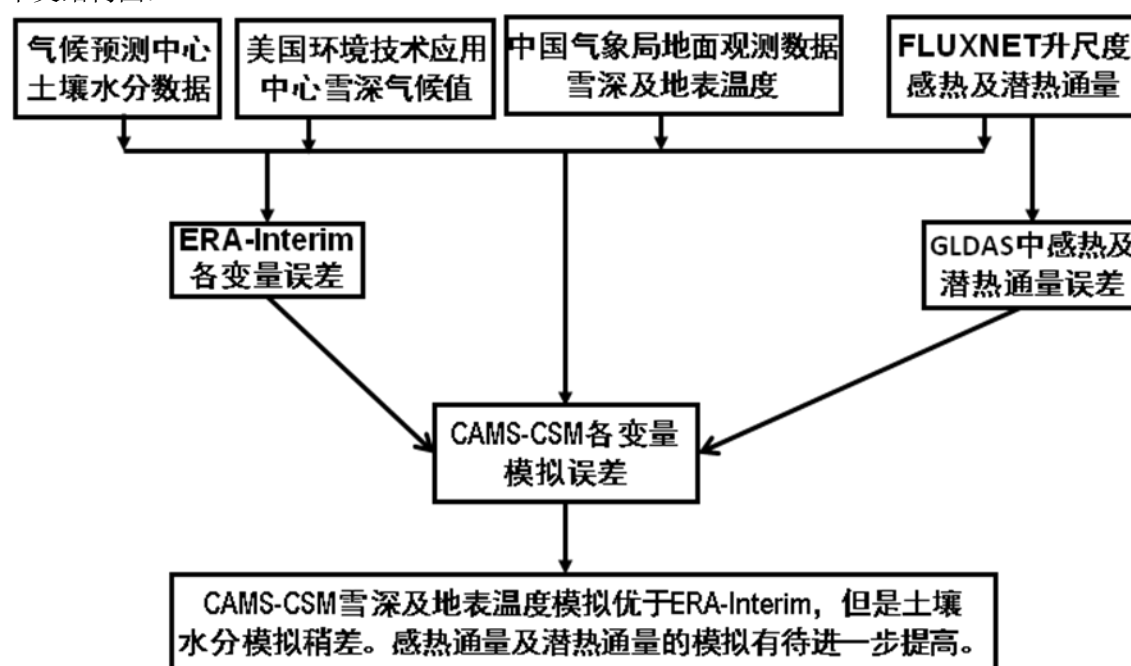 气候预测中心
土壤水分数据
美国环境技术应用
中心雪深气候值
中国气象局地面观测数据
雪深及地表温度
FLUXNET升尺度
感热及潜热通量
ERA-Interim
各变量误差
GLDAS中感热及
潜热通量误差
CAMS-CSM各变量
模拟误差
CAMS-CSM雪深及地表温度模拟优于ERA-Interim，但是土壤
水分模拟稍差。感热通量及潜热通量的模拟有待进一步提高。